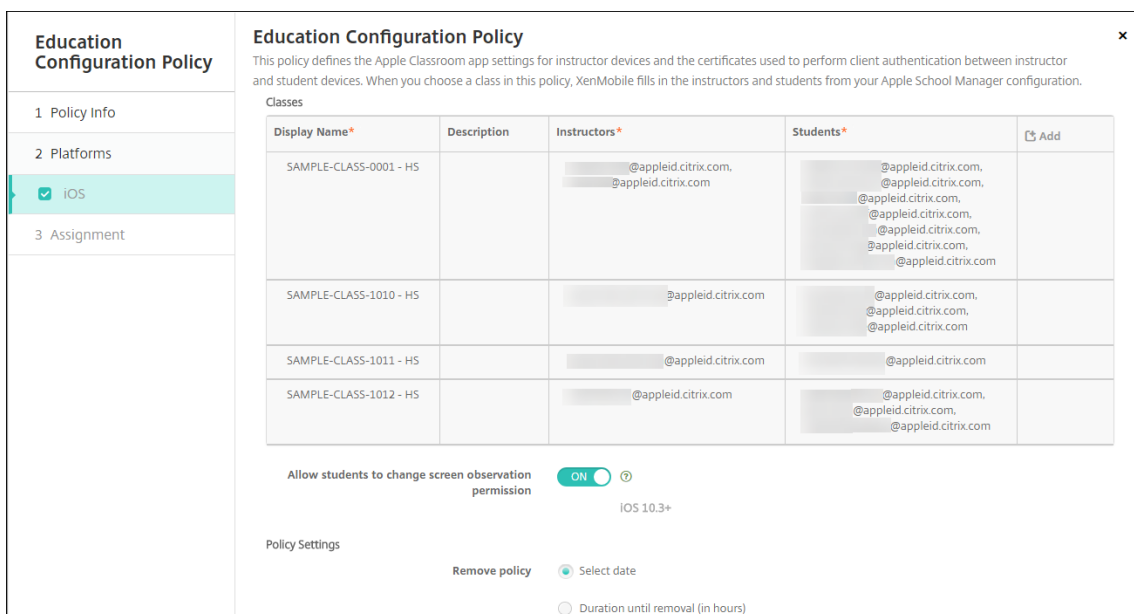 Education
Configuration Policy
1 Policy Info
2 Platforms
iOS
3 Assignment
Education Configuration Policy
×
This policy defines the Apple Classroom app settings for instructor devices and the certificates used to perform client authentication between instructor
and student devices. When you choose a class in this policy, XenMobile fills in the instructors and students from your Apple School Manager configuration.
Classes
Display Name* Description Instructors* Students* Add
SAMPLE-CLASS-0001 - HS
@appleid.citrix.com,
@appleid.citrix.com
@appleid.citrix.com,
@appleid.citrix.com,
@appleid.citrix.com,
@appleid.citrix.com,
@appleid.citrix.com,
@appleid.citrix.com,
@appleid.citrix.com
SAMPLE-CLASS-1010 - HS
@appleid.citrix.com
@appleid.citrix.com,
@appleid.citrix.com,
@appleid.citrix.com
SAMPLE-CLASS-1011 - HS
@appleid.citrix.com
@appleid.citrix.com
SAMPLE-CLASS-1012 - HS
@appleid.citrix.com
@appleid.citrix.com,
@appleid.citrix.com,
@appleid.citrix.com
Allow students to change screen observation
permission
ON
?
iOS 10.3+
Policy Settings
Remove policy
Select date
Duration until removal (in hours)